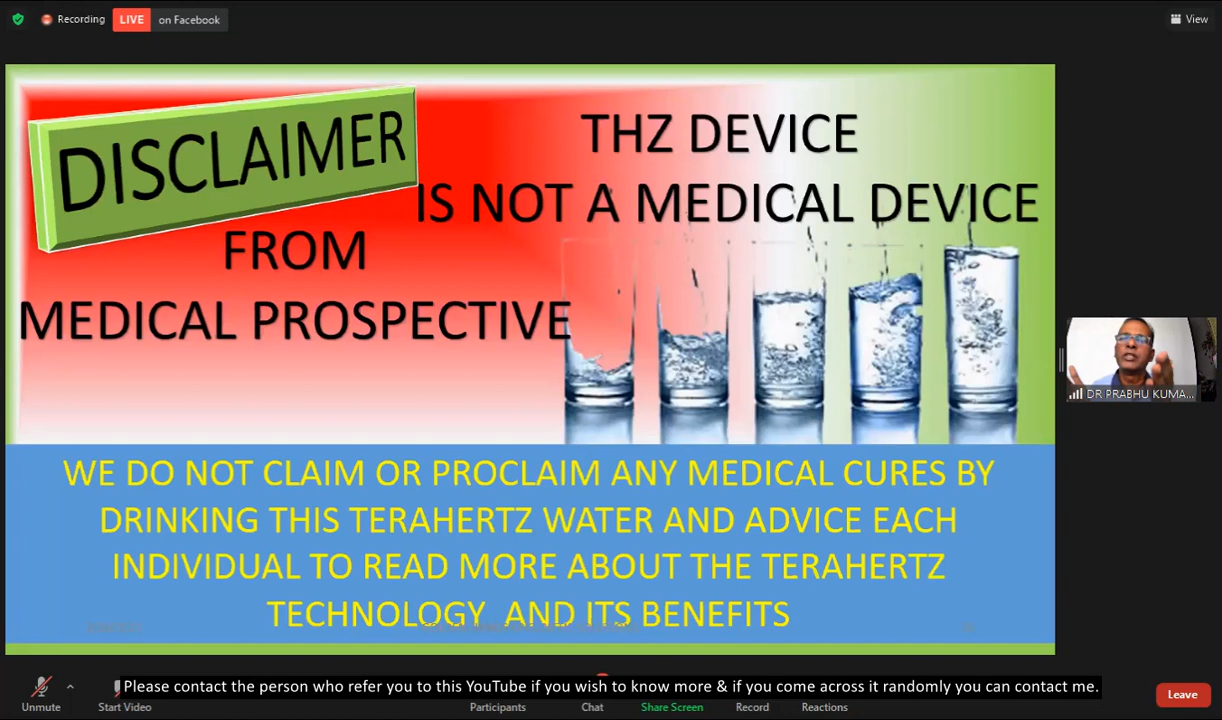 Recording
LIVE
on Facebook
View
DISCLAIMER
FROM
MEDICAL PROSPECTIVE
THZ DEVICE
IS NOT A MEDICAL DEVICE
DR PRABHU KUMA...
WE DO NOT CLAIM OR PROCLAIM ANY MEDICAL CURES BY
DRINKING THIS TERAHERTZ WATER AND ADVICE EACH
INDIVIDUAL TO READ MORE ABOUT THE TERAHERTZ
TECHNOLOGY AND ITS BENEFITS
Please contact the person who refer you to this YouTube if you wish to know more & if you come across it randomly you can contact me.
Unmute
Start Video
Participants
Chat
Share Screen
Record
Reactions
Leave